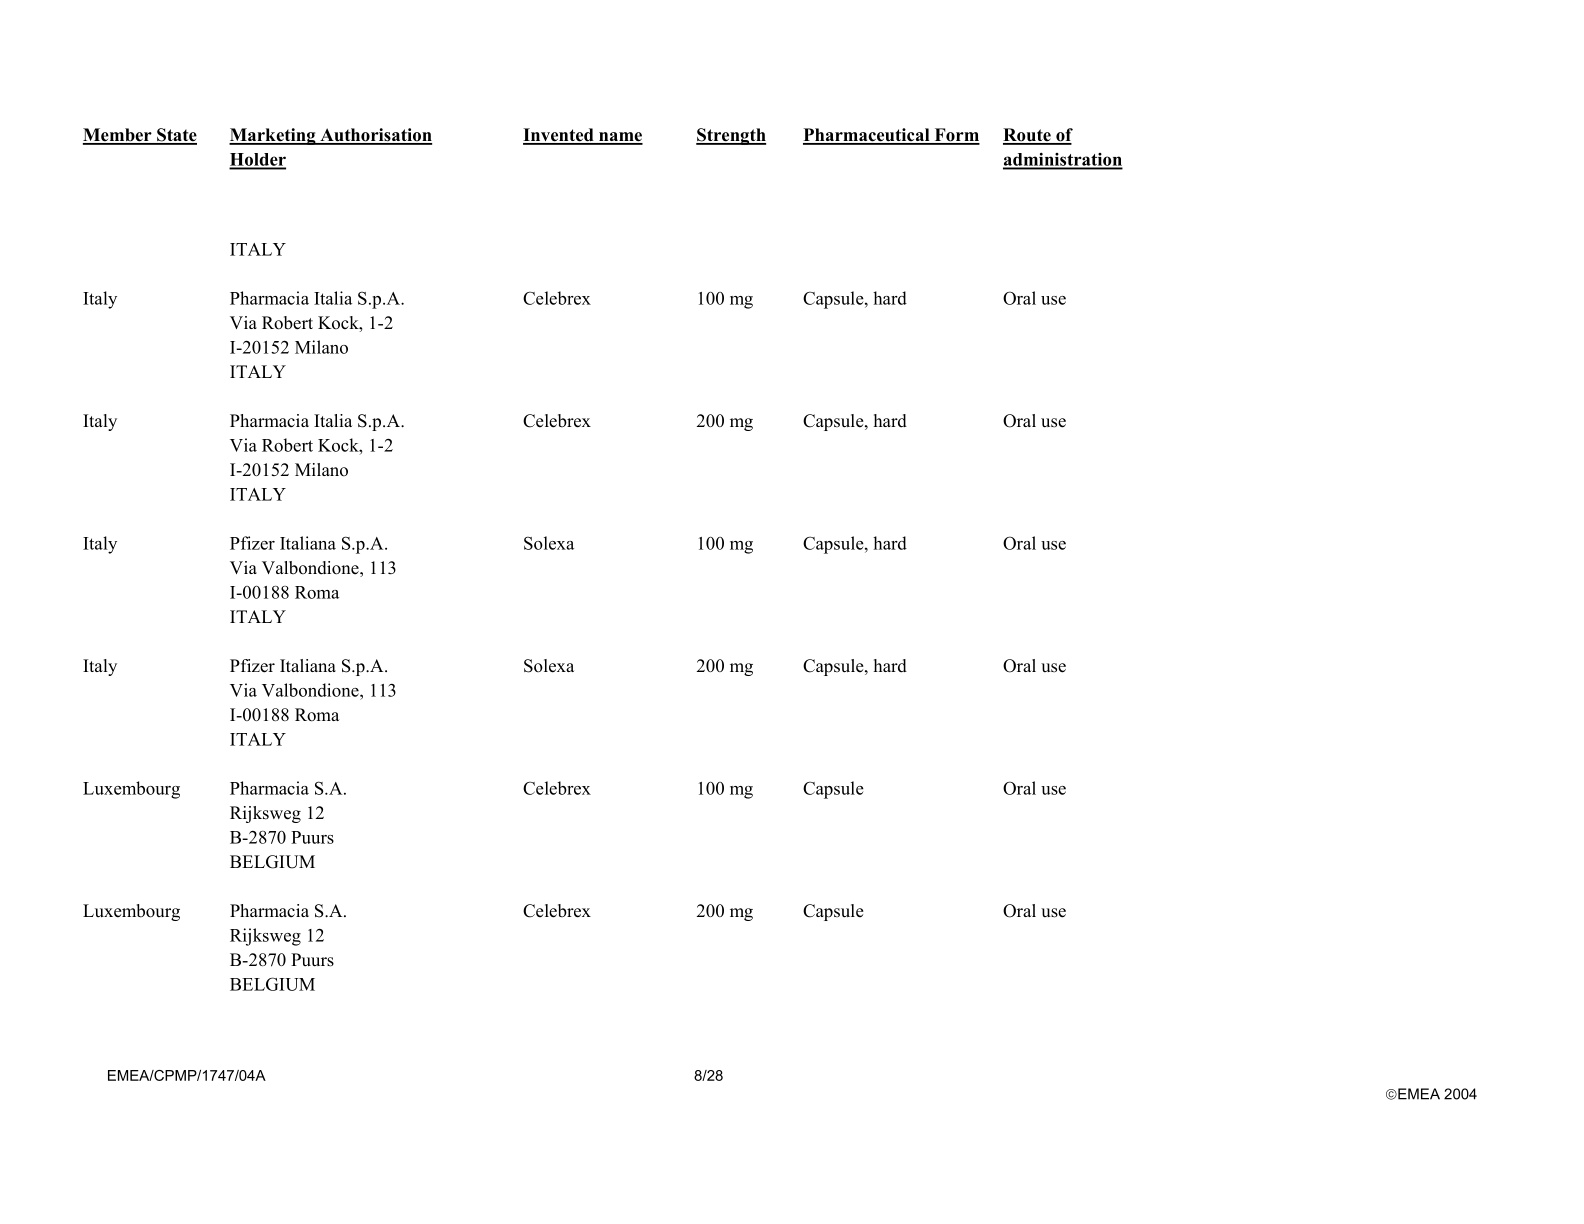 Member State Marketing Authorisation Invented name Strength Pharmaceutical Form Route of
Holder administration
ITALY
Italy Pharmacia Italia S.p.A. Celebrex 100 mg Capsule, hard Oral use
Via Robert Kock, 1-2
I-20152 Milano
ITALY
Italy Pharmacia Italia S.p.A. Celebrex 200 mg Capsule, hard Oral use
Via Robert Kock, 1-2
I-20152 Milano
ITALY
Italy Pfizer Italiana S.p.A. Solexa 100 mg Capsule, hard Oral use
Via Valbondione, 113
I-00188 Roma
ITALY
Italy Pfizer Italiana S.p.A. Solexa 200 mg Capsule, hard Oral use
Via Valbondione, 113
I-00188 Roma
ITALY
Luxembourg Pharmacia S.A. Celebrex 100 mg Capsule Oral use
Rijksweg 12
B-2870 Puurs
BELGIUM
Luxembourg Pharmacia S.A. Celebrex 200 mg Capsule Oral use
Rijksweg 12
B-2870 Puurs
BELGIUM
EMEA/CPMP/1747/04A 8/28
©EMEA 2004